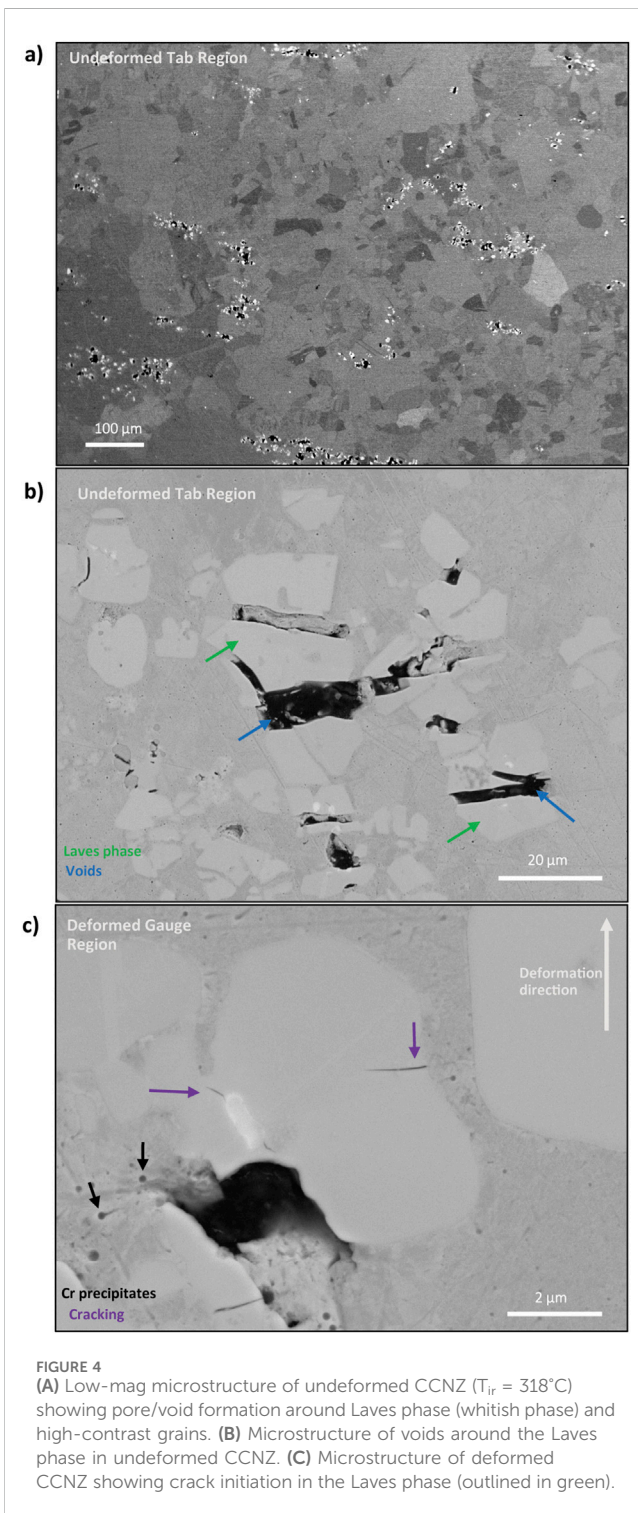 a)
Undeformed Tab Region
100 µm
b)
Undeformed Tab Region
Laves phase
Voids
20 µm
c)
Deformed Gauge
Region
Deformation
direction
Cr precipitates
Cracking
2 µm
FIGURE 4
(A) Low-mag microstructure of undeformed CCNZ (Tir = 318°C)
showing pore/void formation around Laves phase (whitish phase) and
high-contrast grains. (B) Microstructure of voids around the Laves
phase in undeformed CCNZ. (C) Microstructure of deformed
CCNZ showing crack initiation in the Laves phase (outlined in green).